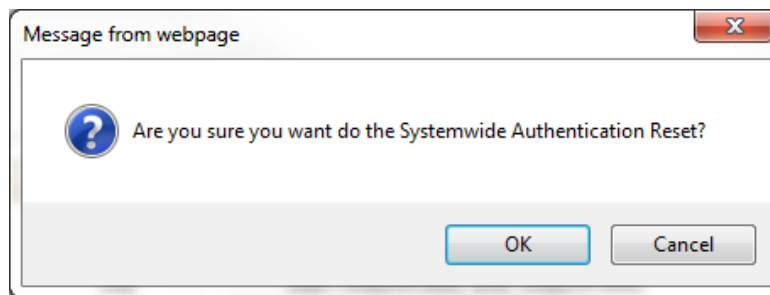 Message from webpage
Are you sure you want do the Systemwide Authentication Reset?
OK
Cancel